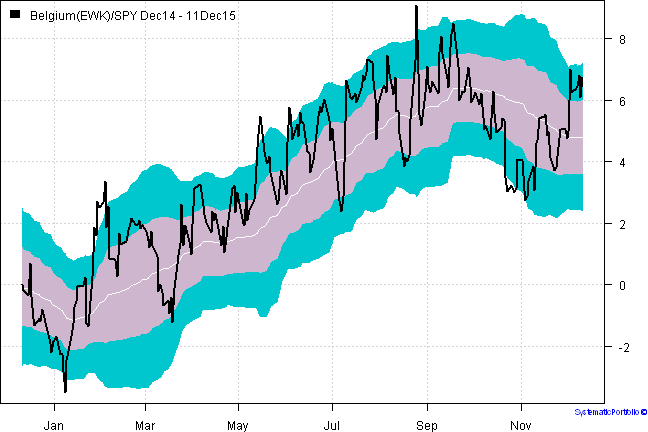 Belgium(EWK)/SPY Dec14 - 11Dec15
8
6
4
2
0
-2
Jan Mar May Jul Sep Nov
SystematicPortfolio ©